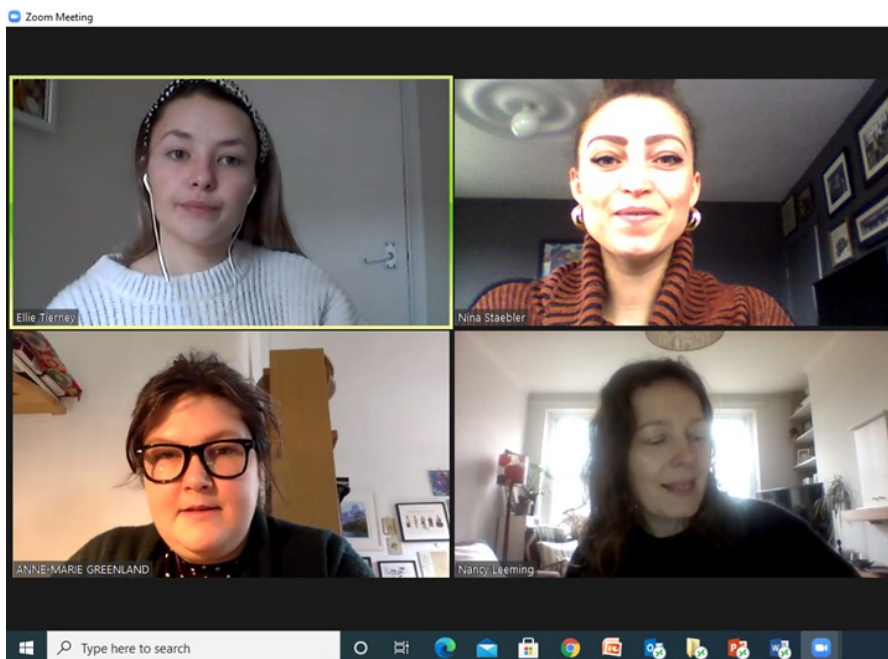 Zoom Meeting
Ellie Tierney
Nina Staebler
ANNE-MARIE GREENLAND
Nancy Leeming
Type here to search